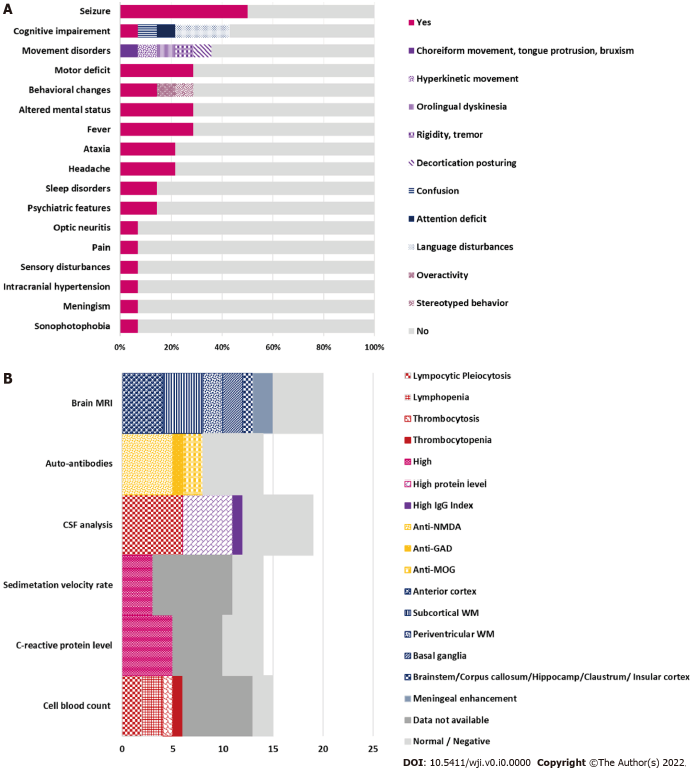 A
Seizure
Cognitive impairement
Movement disorders
Motor deficit
Behavioral changes
Altered mental status
Fever
Ataxia
Headache
Sleep disorders
Psychiatric features
Optic neuritis
Pain
Sensory disturbances
Intracranial hypertension
Meningism
Sonophotophobia
0% 20% 40% 60% 80% 100%
Yes
Choreiform movement, tongue protrusion, bruxism
Hyperkinetic movement
Orolingual dyskinesia
Rigidity, tremor
Decortication posturing
Confusion
Attention deficit
Language disturbances
Overactivity
Stereotyped behavior
No
B
Brain MRI
Auto-antibodies
CSF analysis
Sedimetation velocity rate
C-reactive protein level
Cell blood count
0 5 10 15 20 25
Lympocytic Pleiocytosis
Lymphopenia
Thrombocytosis
Thrombocytopenia
High
High protein level
High IgG Index
Anti-NMDA
Anti-GAD
Anti-MOG
Anterior cortex
Subcortical WM
Periventricular WM
Basal ganglia
Brainstem/Corpus callosum/Hippocamp/Claustrum/ Insular cortex
Meningeal enhancement
Data not available
Normal / Negative
DOI: 10.5411/wji.v0.i0.0000 Copyright ©The Author(s) 2022.